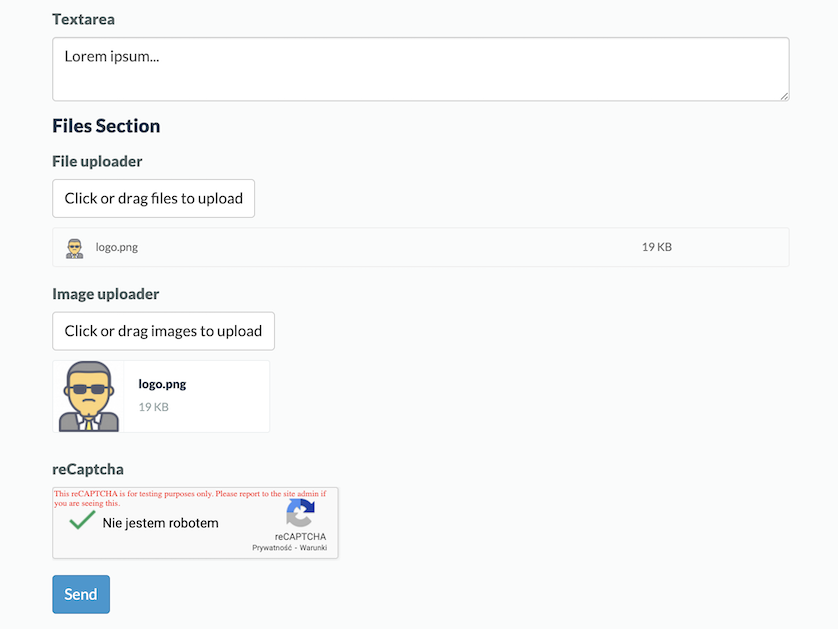 Textarea
Lorem ipsum...
Files Section
File uploader
Click or drag files to upload
logo.png 19 KB
Image uploader
Click or drag images to upload
logo.png
19 KB
reCaptcha
This reCAPTCHA is for testing purposes only. Please report to the site admin if
you are seeing this.
Nie jestem robotem
reCAPTCHA
Prywatność - Warunki
Send